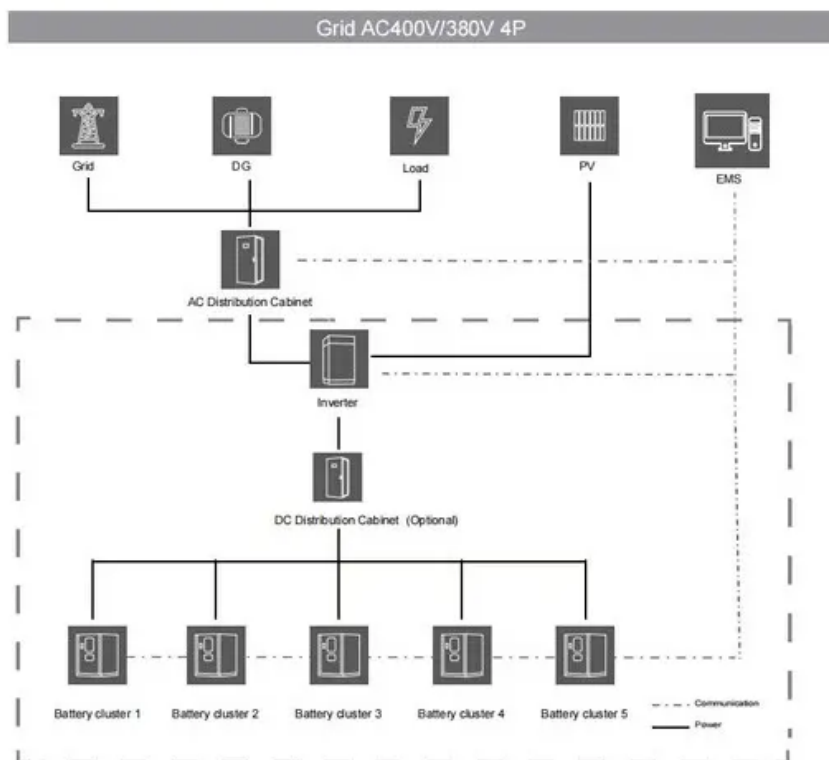 Grid AC400V/380V 4P
Grid
DG
Load
PV
EMS
AC Distribution Cabinet
Inverter
DC Distribution Cabinet (Optional)
Battery cluster 1
Battery cluster 2
Battery cluster 3
Battery cluster 4
Battery cluster 5
Communication
Power